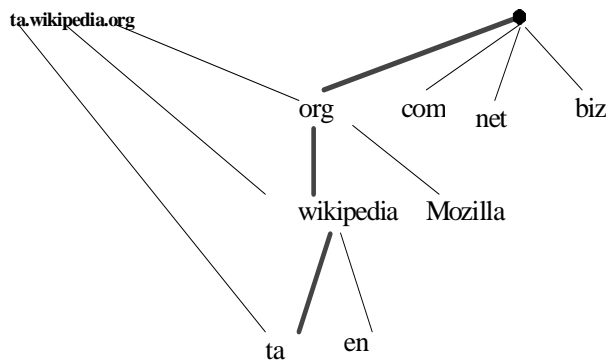 ta.wikipedia.org
org
com
net
biz
wikipedia
Mozilla
ta
en